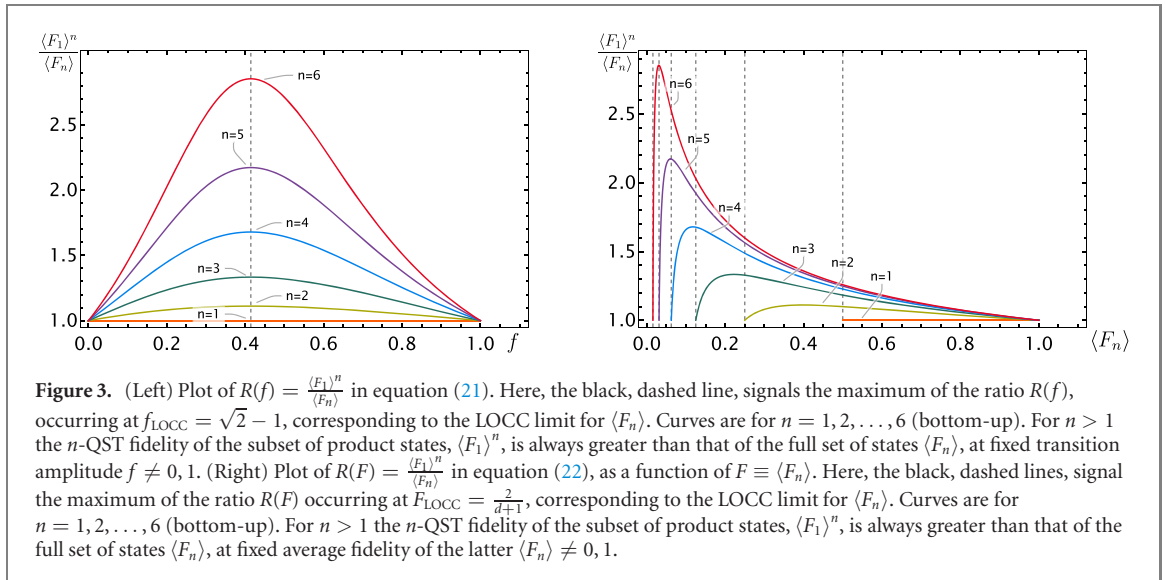 ⟨F₁⟩ⁿ
⟨Fₙ⟩
2.5
2.0
1.5
1.0
0.0 0.2 0.4 0.6 0.8 1.0 f
n=6
n=5
n=4
n=3
n=2
n=1
⟨F₁⟩ⁿ
⟨Fₙ⟩
2.5
2.0
1.5
1.0
0.0 0.2 0.4 0.6 0.8 1.0 ⟨Fₙ⟩
n=6
n=5
n=4
n=3
n=2
n=1
Figure 3. (Left) Plot of R(f) = ⟨F₁⟩ⁿ/⟨Fₙ⟩ in equation (21). Here, the black, dashed line, signals the maximum of the ratio R(f),
occurring at f_LOCC = √2 − 1, corresponding to the LOCC limit for ⟨Fₙ⟩. Curves are for n = 1, 2, . . . , 6 (bottom-up). For n > 1
the n-QST fidelity of the subset of product states, ⟨F₁⟩ⁿ, is always greater than that of the full set of states ⟨Fₙ⟩, at fixed transition
amplitude f ≠ 0, 1. (Right) Plot of R(F) = ⟨F₁⟩ⁿ/⟨Fₙ⟩ in equation (22), as a function of F ≡ ⟨Fₙ⟩. Here, the black, dashed lines, signal
the maximum of the ratio R(F) occurring at F_LOCC = 2/(d+1), corresponding to the LOCC limit for ⟨Fₙ⟩. Curves are for
n = 1, 2, . . . , 6 (bottom-up). For n > 1 the n-QST fidelity of the subset of product states, ⟨F₁⟩ⁿ, is always greater than that of the
full set of states ⟨Fₙ⟩, at fixed average fidelity of the latter ⟨Fₙ⟩ ≠ 0, 1.